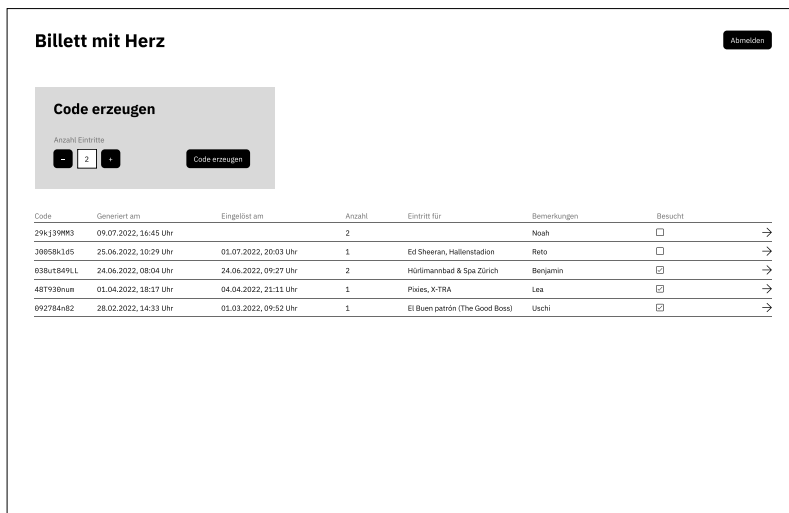 Billett mit Herz
Abmelden
Code erzeugen
Anzahl Eintritte
– 2 + Code erzeugen
Code Generiert am Eingelöst am Anzahl Eintritt für Bemerkungen Besucht
29kj39MM3 09.07.2022, 16:45 Uhr 2 Noah
J0058kld5 25.06.2022, 10:29 Uhr 01.07.2022, 20:03 Uhr 1 Ed Sheeran, Hallenstadion Reto
03But849LL 24.06.2022, 08:04 Uhr 24.06.2022, 09:27 Uhr 2 Hürlimannbad & Spa Zürich Benjamin
48T930num 01.04.2022, 18:17 Uhr 04.04.2022, 21:11 Uhr 1 Pixies, X-TRA Lea
092784n82 28.02.2022, 14:33 Uhr 01.03.2022, 09:52 Uhr 1 El Buen patrón (The Good Boss) Uschi